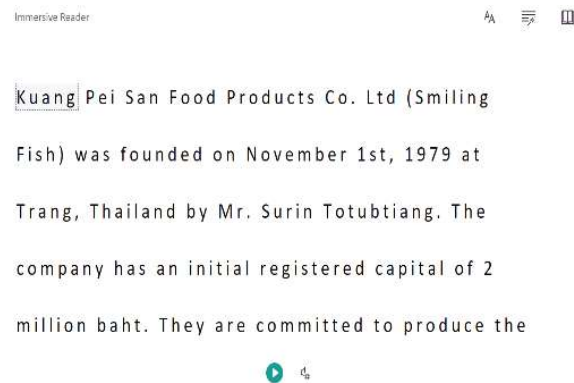 Immersive Reader
AA
Kuang Pei San Food Products Co. Ltd (Smiling
Fish) was founded on November 1st, 1979 at
Trang, Thailand by Mr. Surin Totubtiang. The
company has an initial registered capital of 2
million baht. They are committed to produce the